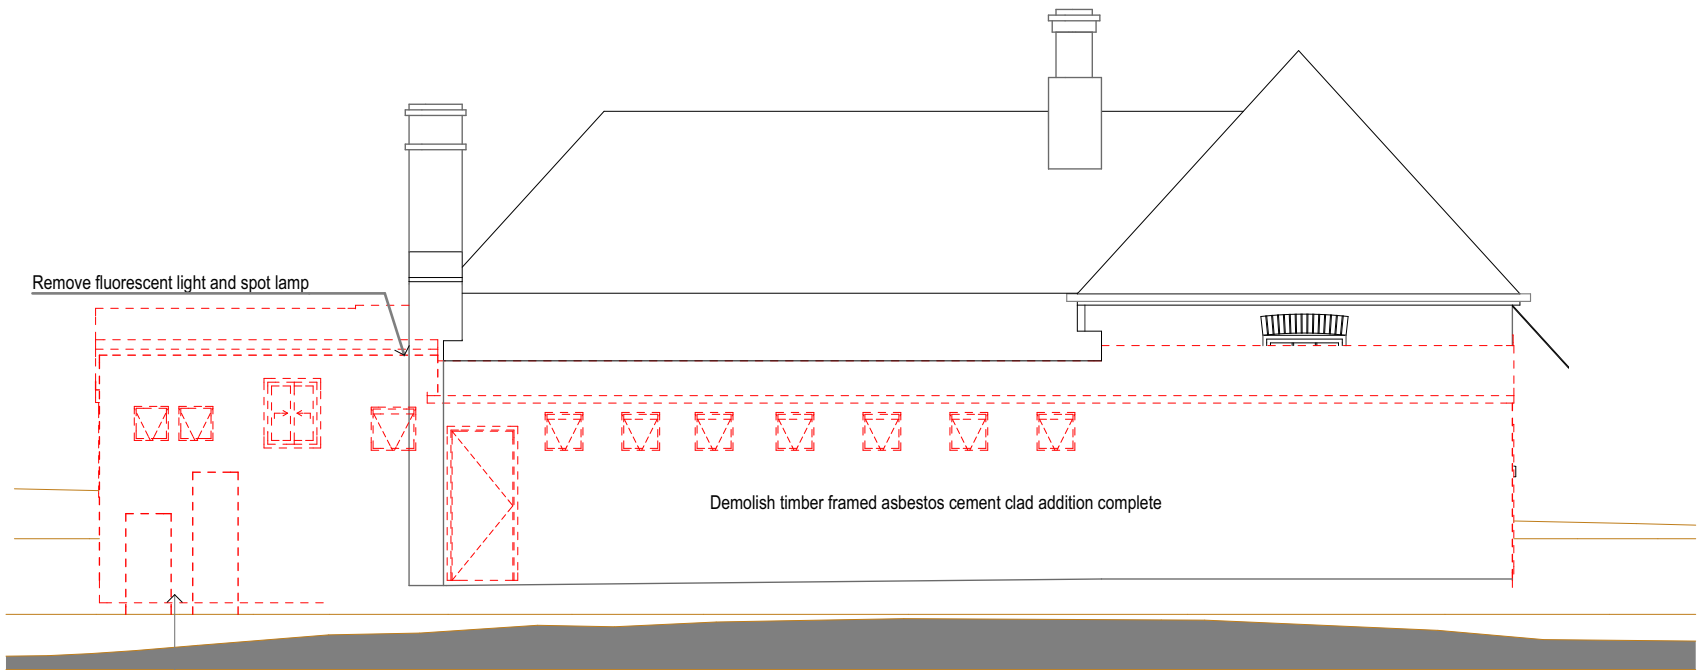 Remove fluorescent light and spot lamp
Demolish timber framed asbestos cement clad addition complete